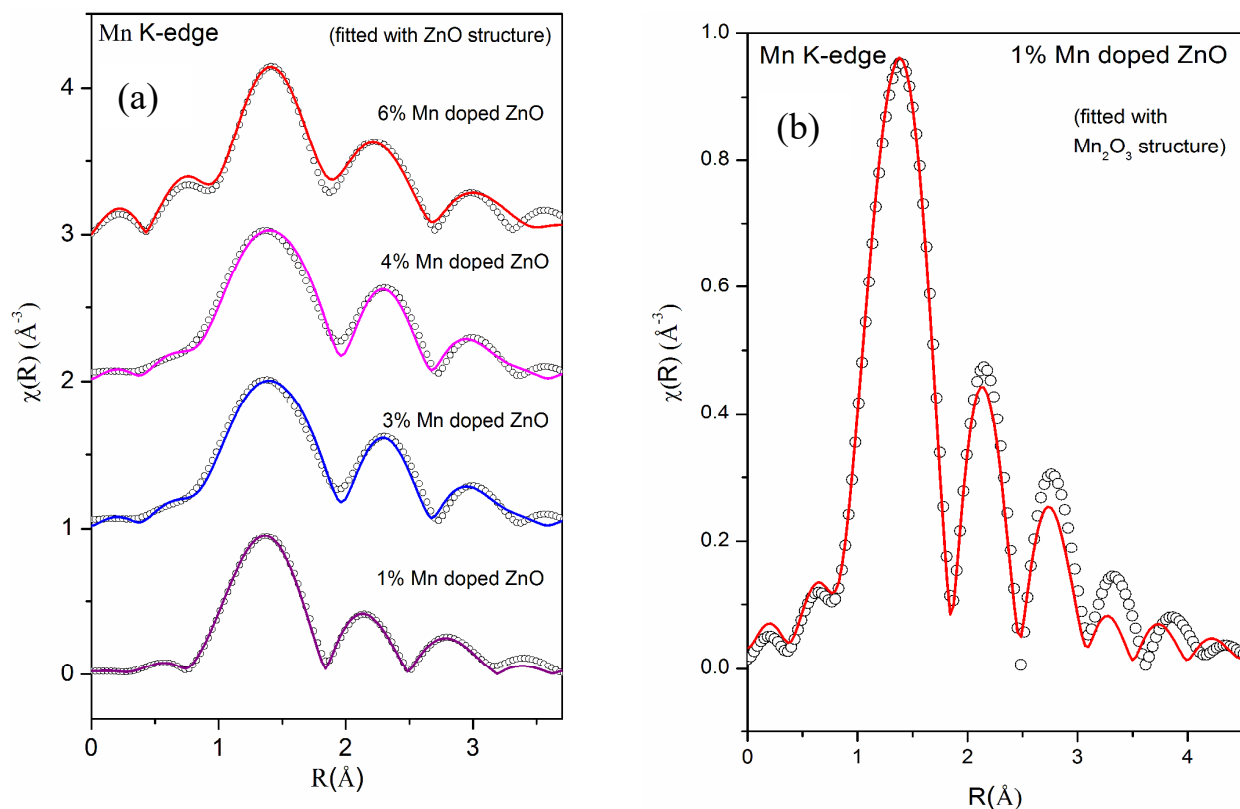 Mn K-edge
(fitted with ZnO structure)
(a)
6% Mn doped ZnO
4% Mn doped ZnO
3% Mn doped ZnO
1% Mn doped ZnO
χ(R) (Å⁻³)
4
3
2
1
0
0 1 2 3
R(Å)
Mn K-edge
1% Mn doped ZnO
(b)
(fitted with
Mn₂O₃ structure)
χ(R) (Å⁻³)
1.0
0.8
0.6
0.4
0.2
0.0
0 1 2 3 4
R(Å)